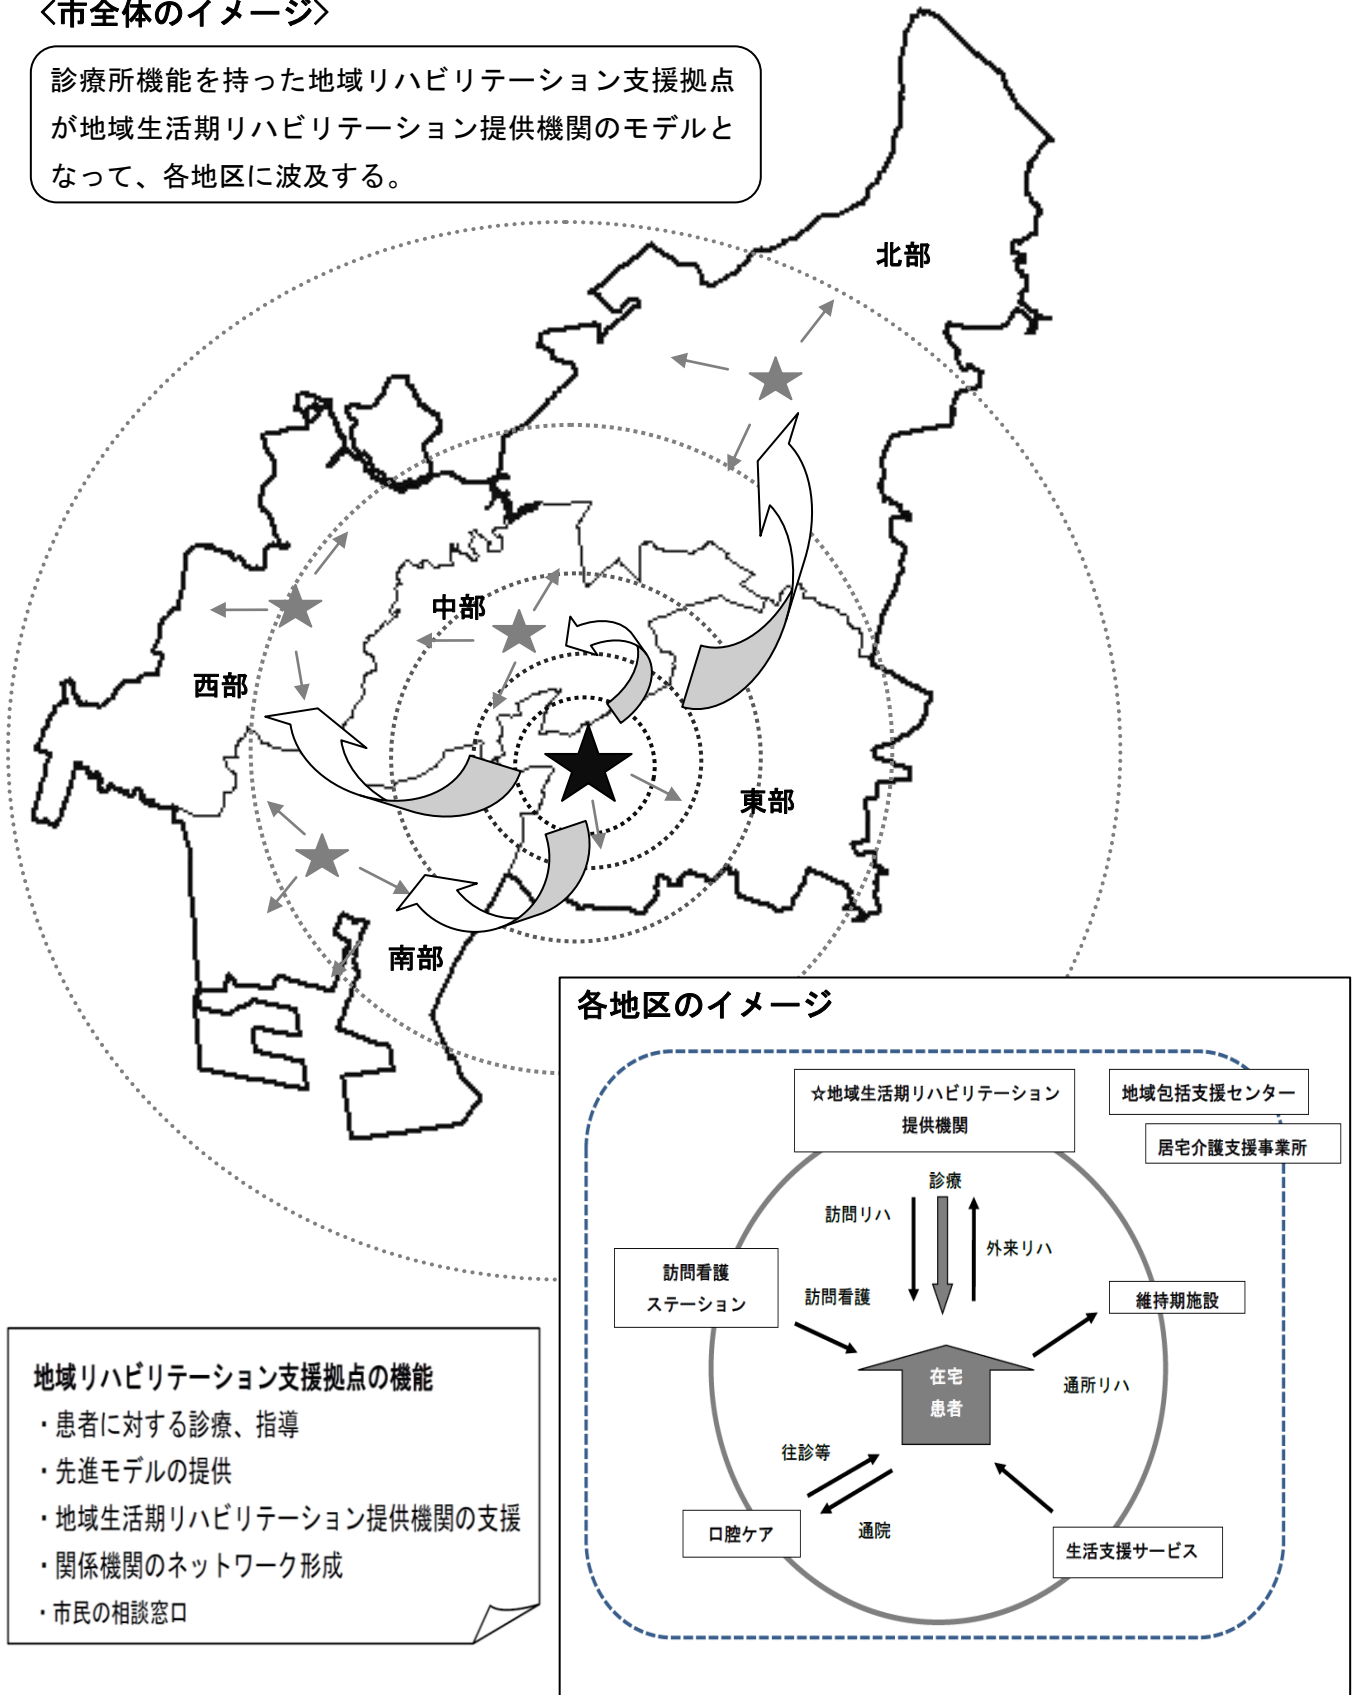 〈市全体のイメージ〉
診療所機能を持った地域リハビリテーション支援拠点
が地域生活期リハビリテーション提供機関のモデルと
なって、各地区に波及する。
北部
中部
西部
東部
南部
各地区のイメージ
☆地域生活期リハビリテーション
提供機関
地域包括支援センター
居宅介護支援事業所
診療
訪問リハ
外来リハ
訪問看護
ステーション
訪問看護
維持期施設
在宅
患者
通所リハ
往診等
口腔ケア
通院
生活支援サービス
地域リハビリテーション支援拠点の機能
・患者に対する診療、指導
・先進モデルの提供
・地域生活期リハビリテーション提供機関の支援
・関係機関のネットワーク形成
・市民の相談窓口